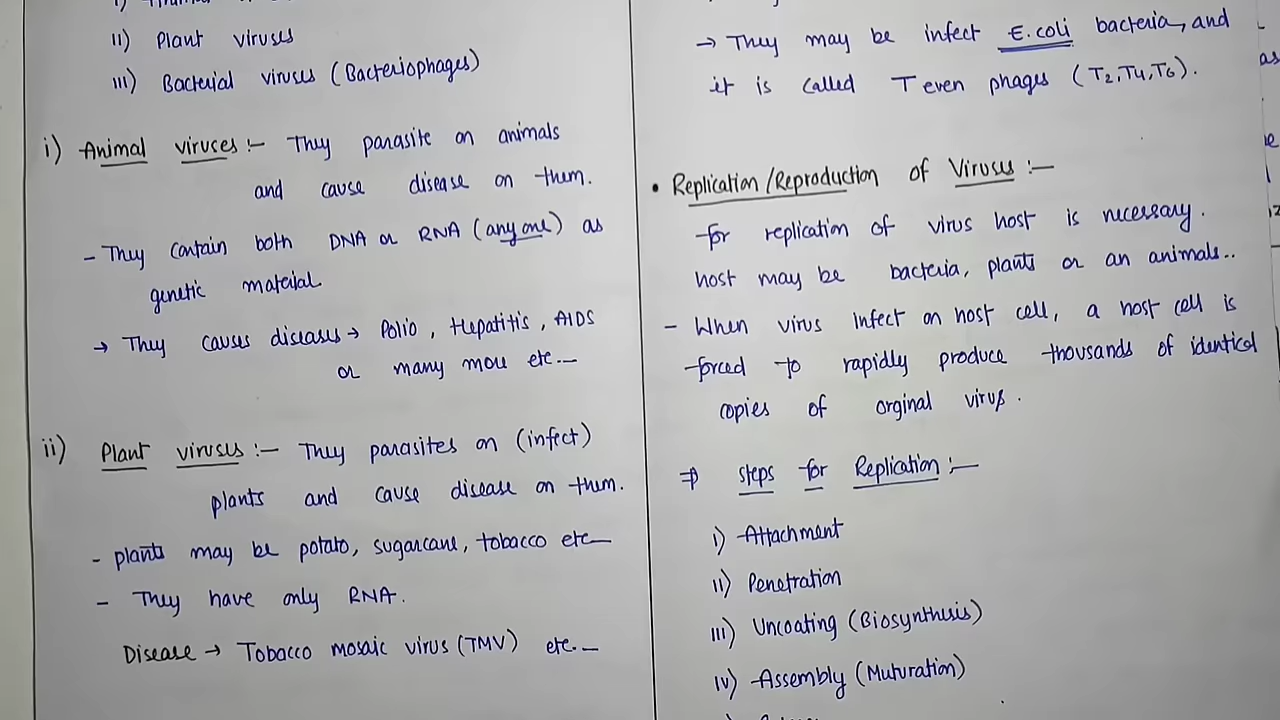 ii) Plant viruses
iii) Bacterial viruses (Bacteriophages)
i) Animal viruses :- They parasite on animals
and cause disease on them.
- They contain both DNA or RNA (any one) as
genetic material
→ They causes diseases → Polio, Hepatitis, AIDS
or many more etc.—
ii) Plant viruses :- They parasites on (infect)
plants and cause disease on them.
- plants may be potato, sugarcane, tobacco etc—
- They have only RNA.
Disease → Tobacco mosaic virus (TMV) etc.—
→ They may be infect E.coli bacteria, and
it is called T even phages (T2, T4, T6).
• Replication/Reproduction of Viruses :—
for replication of virus host is necessary.
host may be bacteria, plants or an animals..
- When virus infect on host cell, a host cell is
forced to rapidly produce thousands of identical
copies of orginal virus.
⇒ Steps for Replication :—
i) Attachment
ii) Penetration
iii) Uncoating (Biosynthesis)
iv) Assembly (Muturation)
as